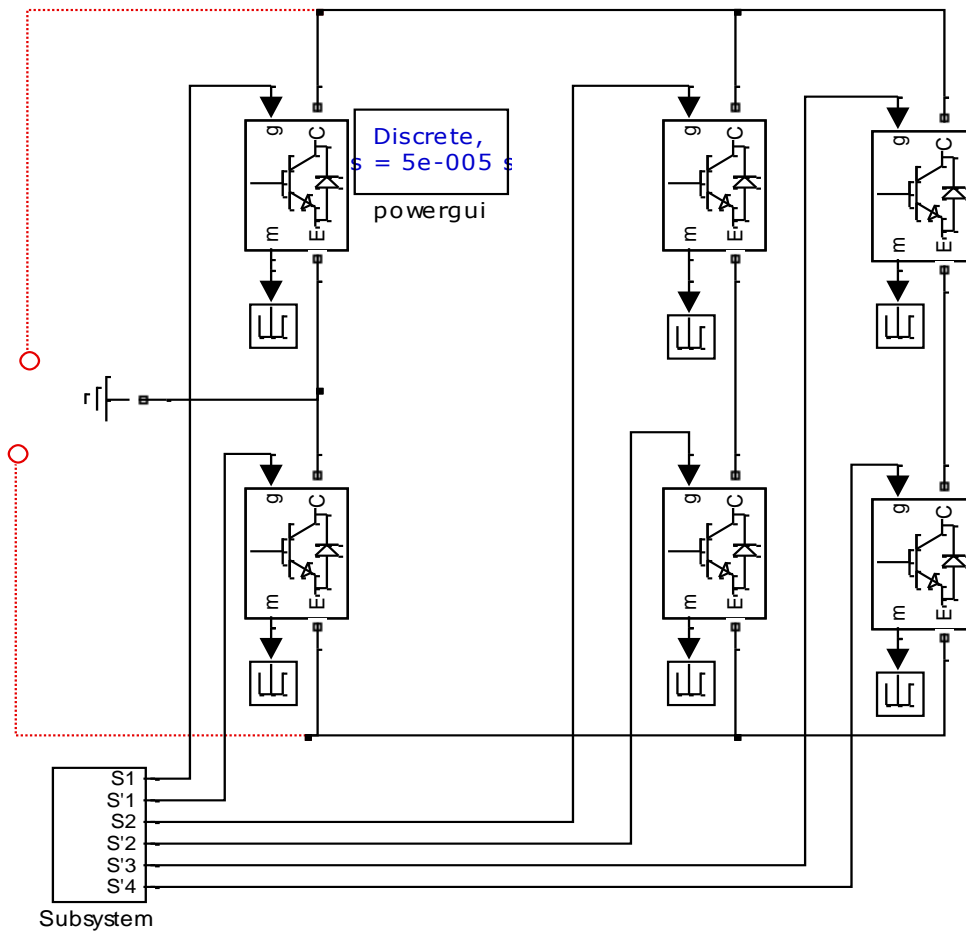 g
C
m
E
Discrete,
s = 5e-005 s
powergui
g
C
m
E
g
C
m
E
g
C
m
E
g
C
m
E
g
C
m
E
S1
S'1
S2
S'2
S'3
S'4
Subsystem